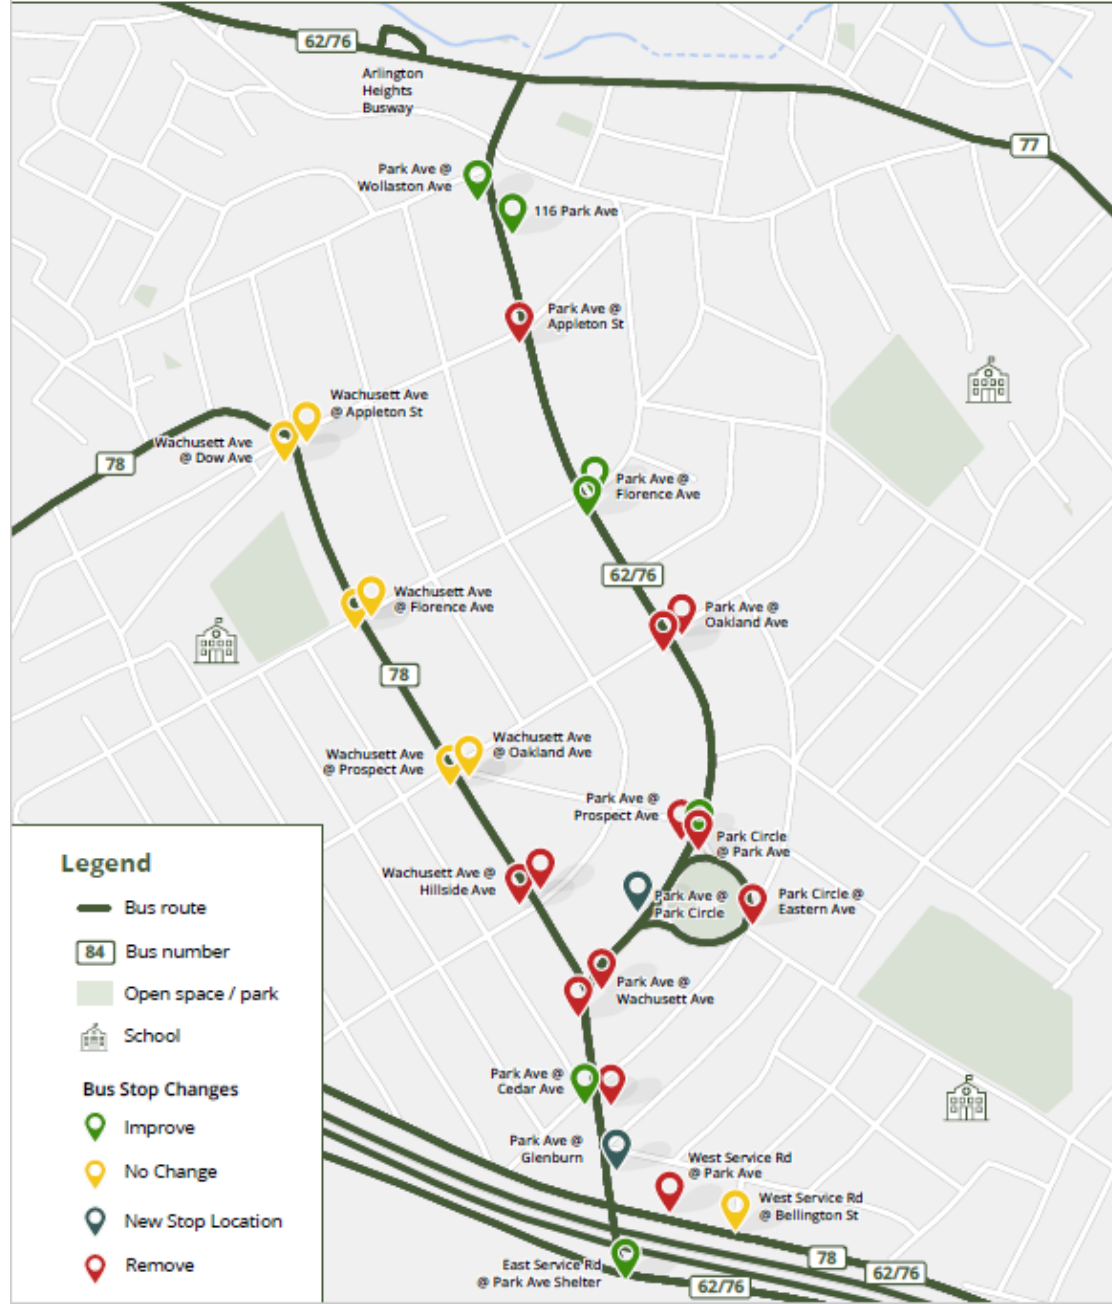 62/76
Arlington
Heights
Busway
77
Park Ave @
Wollaston Ave
116 Park Ave
Park Ave @
Appleton St
Wachusett Ave
@ Appleton St
Wachusett Ave
@ Dow Ave
78
Park Ave @
Florence Ave
62/76
Wachusett Ave
@ Florence Ave
Park Ave @
Oakland Ave
78
Wachusett Ave
@ Oakland Ave
Wachusett Ave
@ Prospect Ave
Park Ave @
Prospect Ave
Park Circle
@ Park Ave
Wachusett Ave @
Hillside Ave
Park Ave @
Park Circle
Park Circle @
Eastern Ave
Park Ave @
Wachusett Ave
Park Ave @
Cedar Ave
Park Ave @
Glenburn
West Service Rd
@ Park Ave
West Service Rd
@ Bellington St
East Service Rd
@ Park Ave Shelter
78
62/76
62/76
Legend
Bus route
84 Bus number
Open space / park
School
Bus Stop Changes
Improve
No Change
New Stop Location
Remove